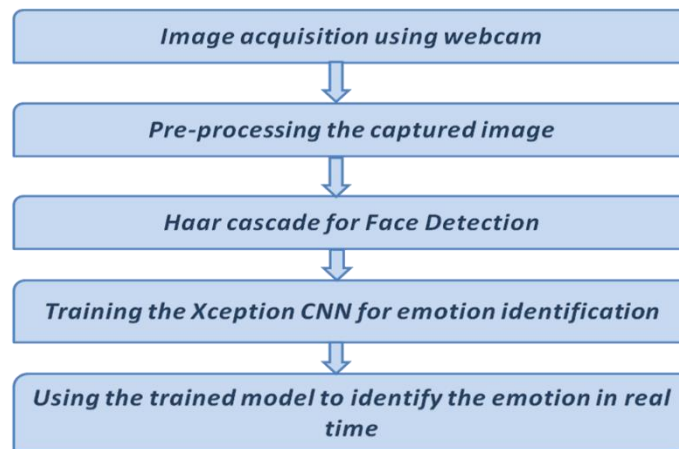 Image acquisition using webcam
Pre-processing the captured image
Haar cascade for Face Detection
Training the Xception CNN for emotion identification
Using the trained model to identify the emotion in real
time